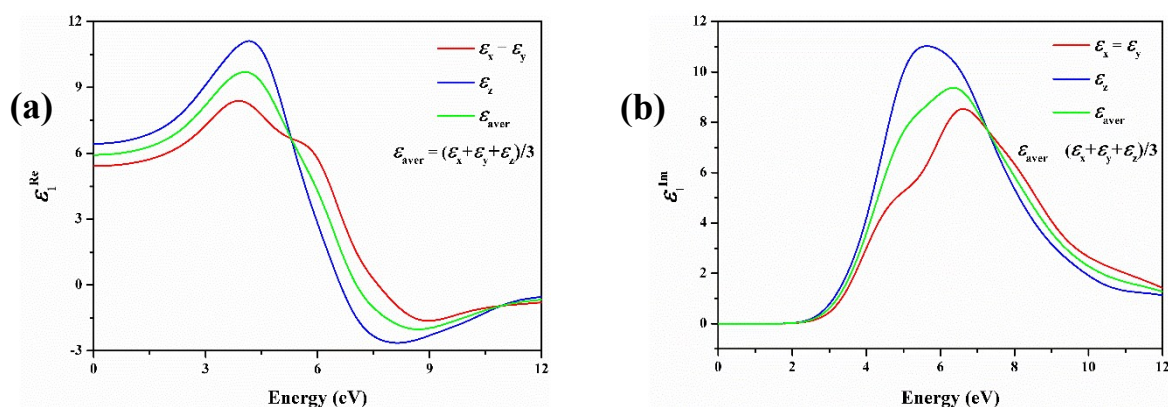 (a)
12
9
6
3
0
-3
ε₁ᴿᵉ
0
3
6
9
12
Energy (eV)
εx − εy
εz
εaver
εaver = (εx+εy+εz)/3
(b)
12
10
8
6
4
2
0
ε₁ᴵᵐ
0
2
4
6
8
10
12
Energy (eV)
εx = εy
εz
εaver
εaver (εx+εy+εz)/3